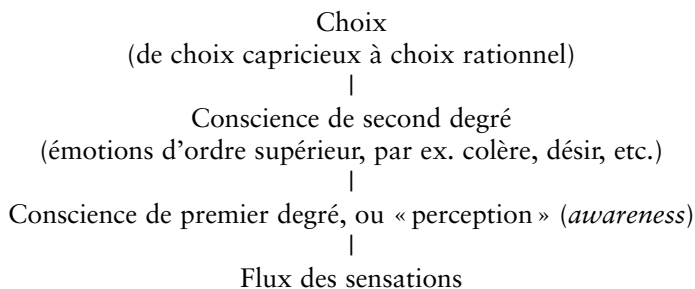 Choix
(de choix capricieux à choix rationnel)
Conscience de second degré
(émotions d'ordre supérieur, par ex. colère, désir, etc.)
Conscience de premier degré, ou « perception » (awareness)
Flux des sensations